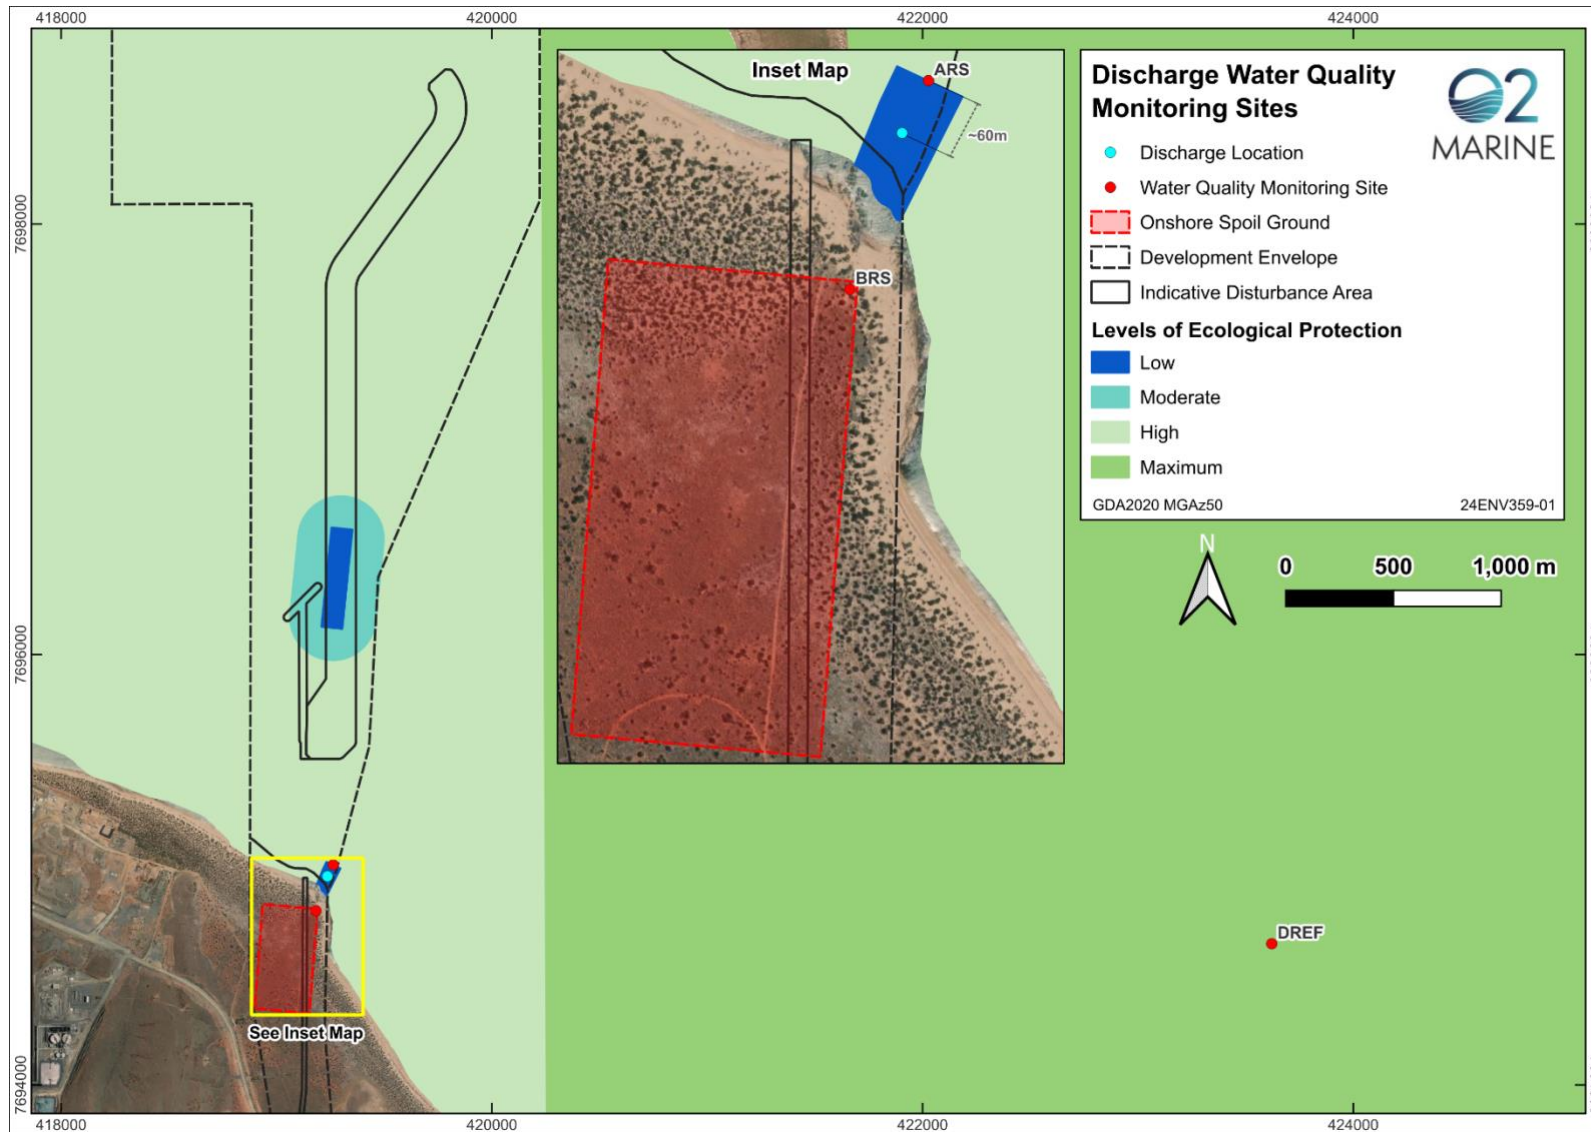 418000
420000
422000
424000
7698000
7696000
7694000
Inset Map
ARS
~60m
BRS
Discharge Water Quality
Monitoring Sites
O2
MARINE
Discharge Location
Water Quality Monitoring Site
Onshore Spoil Ground
Development Envelope
Indicative Disturbance Area
Levels of Ecological Protection
Low
Moderate
High
Maximum
GDA2020 MGAz50
24ENV359-01
N
0
500
1,000 m
DREF
See Inset Map
418000
420000
422000
424000